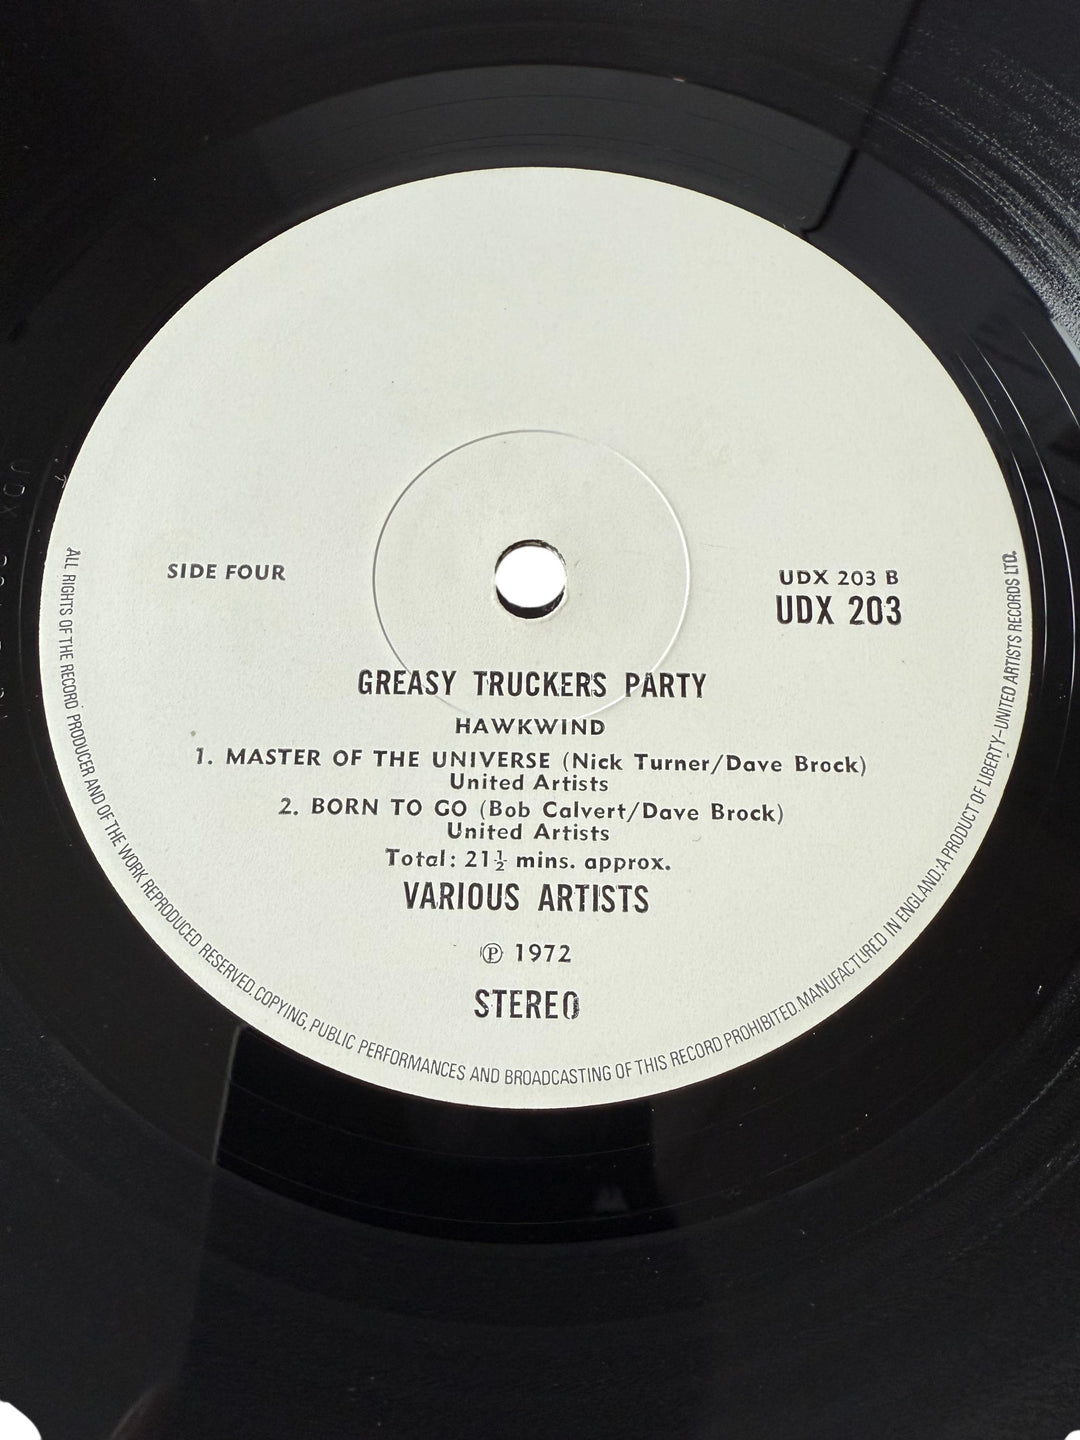 SIDE FOUR
UDX 203 B
UDX 203
GREASY TRUCKERS PARTY
HAWKWIND
1. MASTER OF THE UNIVERSE (Nick Turner/Dave Brock)
United Artists
2. BORN TO GO (Bob Calvert/Dave Brock)
United Artists
Total: 21½ mins. approx.
VARIOUS ARTISTS
℗ 1972
STEREO
ALL RIGHTS OF THE RECORD PRODUCER AND OF THE WORK REPRODUCED RESERVED. COPYING, PUBLIC PERFORMANCES AND BROADCASTING OF THIS RECORD PROHIBITED. MANUFACTURED IN ENGLAND: A PRODUCT OF LIBERTY-UNITED ARTISTS RECORDS LTD.
UDX